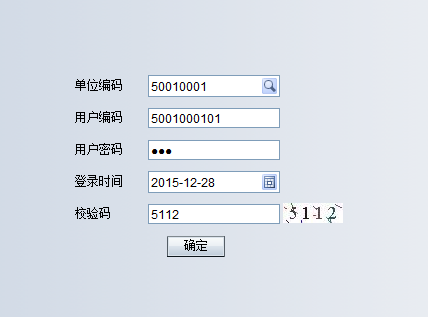 单位编码 50010001
用户编码 5001000101
用户密码 ●●●
登录时间 2015-12-28
校验码 5112 5112
确定